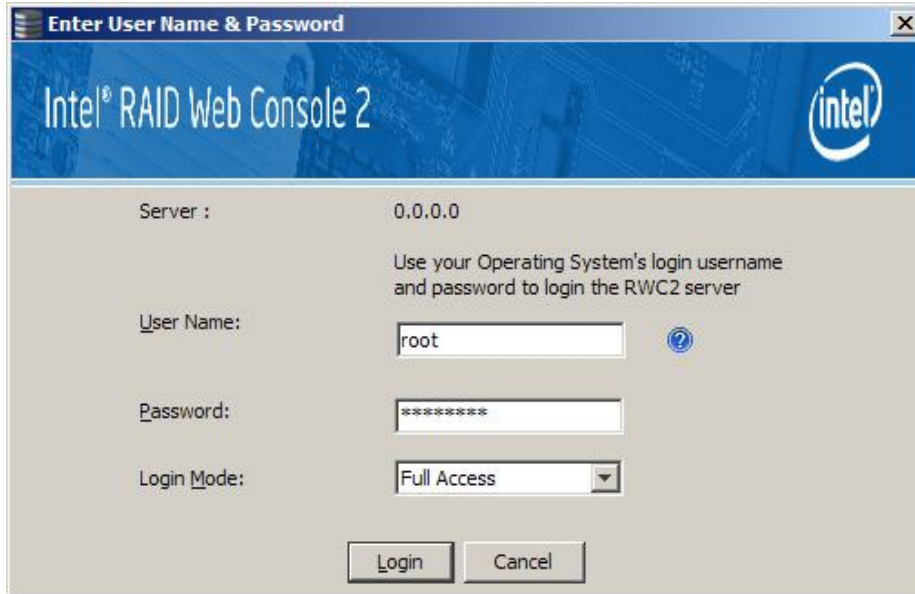 Enter User Name & Password
Intel® RAID Web Console 2
intel
Server :
0.0.0.0
Use your Operating System's login username
and password to login the RWC2 server
User Name:
root
Password:
********
Login Mode:
Full Access
Login
Cancel